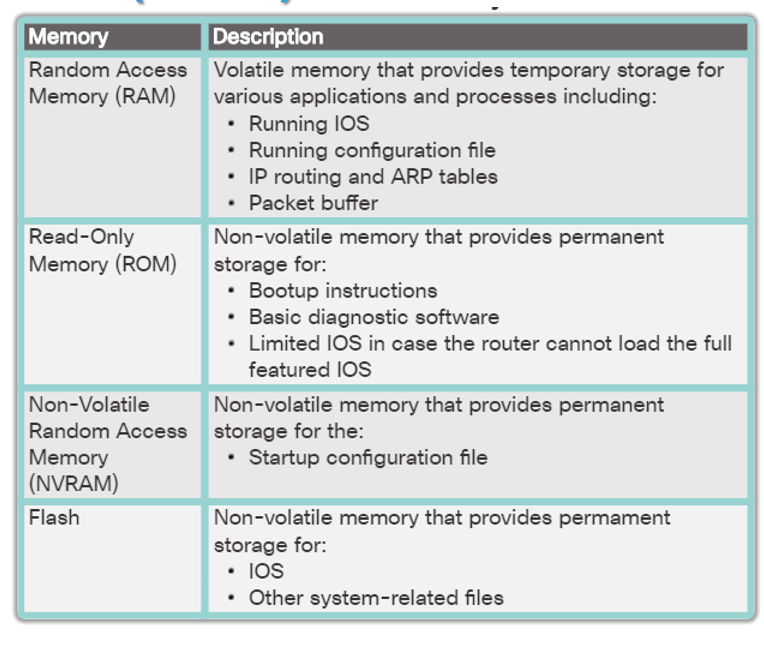 Memory Description
Random Access Memory (RAM)
Volatile memory that provides temporary storage for
various applications and processes including:
• Running IOS
• Running configuration file
• IP routing and ARP tables
• Packet buffer
Read-Only
Memory (ROM)
Non-volatile memory that provides permanent
storage for:
• Bootup instructions
• Basic diagnostic software
• Limited IOS in case the router cannot load the full
featured IOS
Non-Volatile
Random Access
Memory
(NVRAM)
Non-volatile memory that provides permanent
storage for the:
• Startup configuration file
Flash
Non-volatile memory that provides permament
storage for:
• IOS
• Other system-related files